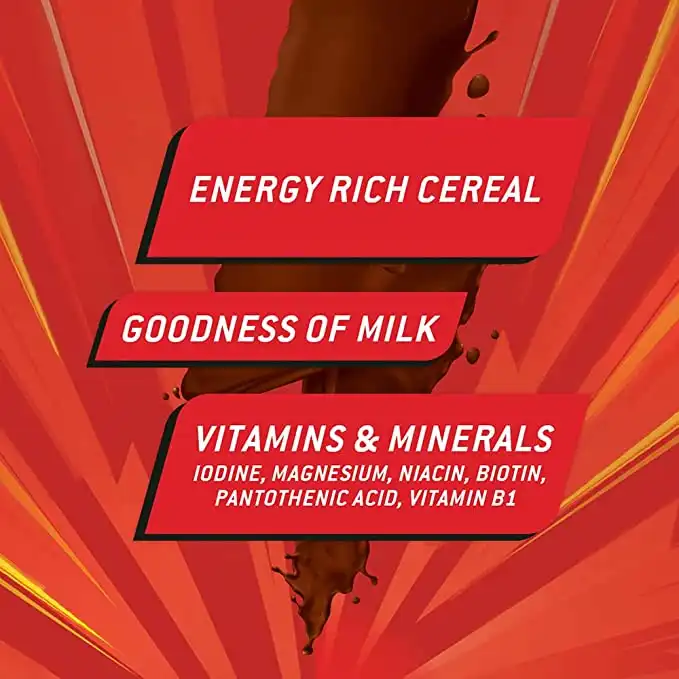 ENERGY RICH CEREAL
GOODNESS OF MILK
VITAMINS & MINERALS
IODINE, MAGNESIUM, NIACIN, BIOTIN,
PANTOTHENIC ACID, VITAMIN B1